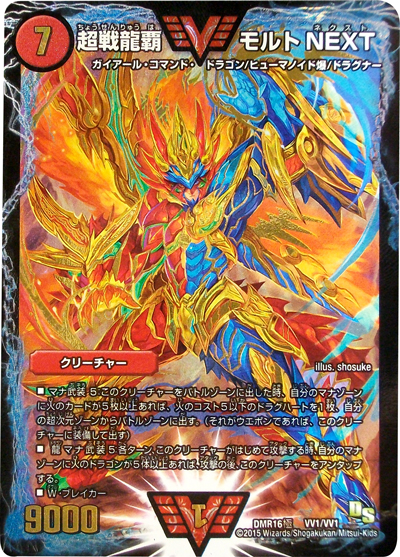 7
ちょうせんりゅうは ネクスト
超戦龍覇 モルト NEXT
ガイアール・コマンド・ドラゴン/ヒューマノイド爆/ドラグナー
illus. shosuke
クリーチャー
■マナ武装 5:このクリーチャーをバトルゾーンに出した時、自分のマナゾーン
に火のカードが5枚以上あれば、火のコスト5以下のドラグハートを1枚、自分
の超次元ゾーンからバトルゾーンに出す。(それがウエポンであれば、このクリー
チャーに装備して出す)
■龍マナ武装 5:各ターン、このクリーチャーがはじめて攻撃する時、自分のマナ
ゾーンに火のドラゴンが5体以上あれば、攻撃の後、このクリーチャーをアンタッ
プする。
■W・ブレイカー
9000
1
DS
DMR16極 VV1/VV1
©2015 Wizards/Shogakukan/Mitsui-Kids